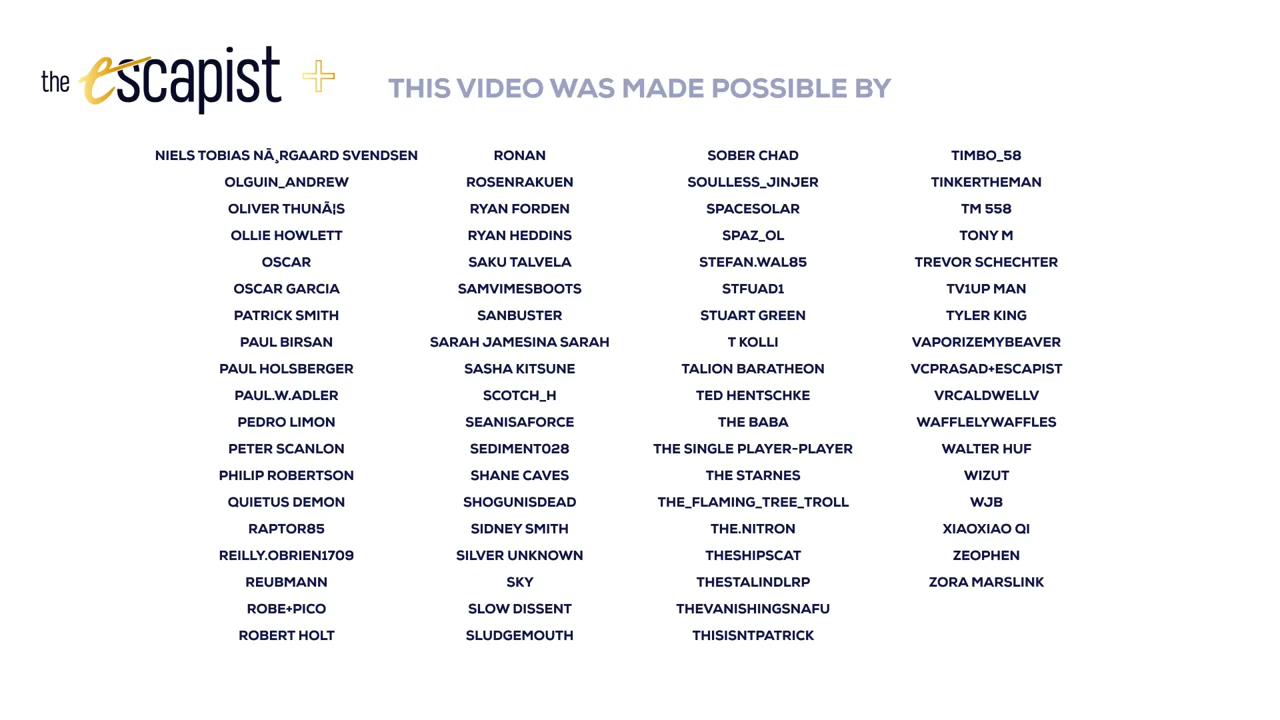 the escapist +
THIS VIDEO WAS MADE POSSIBLE BY
NIELS TOBIAS NÃ¸RGAARD SVENDSEN
OLGUIN_ANDREW
OLIVER THUNÃ¦S
OLLIE HOWLETT
OSCAR
OSCAR GARCIA
PATRICK SMITH
PAUL BIRSAN
PAUL HOLSBERGER
PAUL.W.ADLER
PEDRO LIMON
PETER SCANLON
PHILIP ROBERTSON
QUIETUS DEMON
RAPTOR85
REILLY.OBRIEN1709
REUBMANN
ROBE+PICO
ROBERT HOLT
RONAN
ROSENRAKUEN
RYAN FORDEN
RYAN HEDDINS
SAKU TALVELA
SAMVIMESBOOTS
SANBUSTER
SARAH JAMESINA SARAH
SASHA KITSUNE
SCOTCH_H
SEANISAFORCE
SEDIMENT028
SHANE CAVES
SHOGUNISDEAD
SIDNEY SMITH
SILVER UNKNOWN
SKY
SLOW DISSENT
SLUDGEMOUTH
SOBER CHAD
SOULLESS_JINJER
SPACESOLAR
SPAZ_OL
STEFAN.WAL85
STFUAD1
STUART GREEN
T KOLLI
TALION BARATHEON
TED HENTSCHKE
THE BABA
THE SINGLE PLAYER-PLAYER
THE STARNES
THE_FLAMING_TREE_TROLL
THE.NITRON
THESHIPSCAT
THESTALINDLRP
THEVANISHINGSNAFU
THISISNTPATRICK
TIMBO_58
TINKERTHEMAN
TM 558
TONY M
TREVOR SCHECHTER
TV1UP MAN
TYLER KING
VAPORIZEMYBEAVER
VCPRASAD+ESCAPIST
VRCALDWELLV
WAFFLELYWAFFLES
WALTER HUF
WIZUT
WJB
XIAOXIAO QI
ZEOPHEN
ZORA MARSLINK